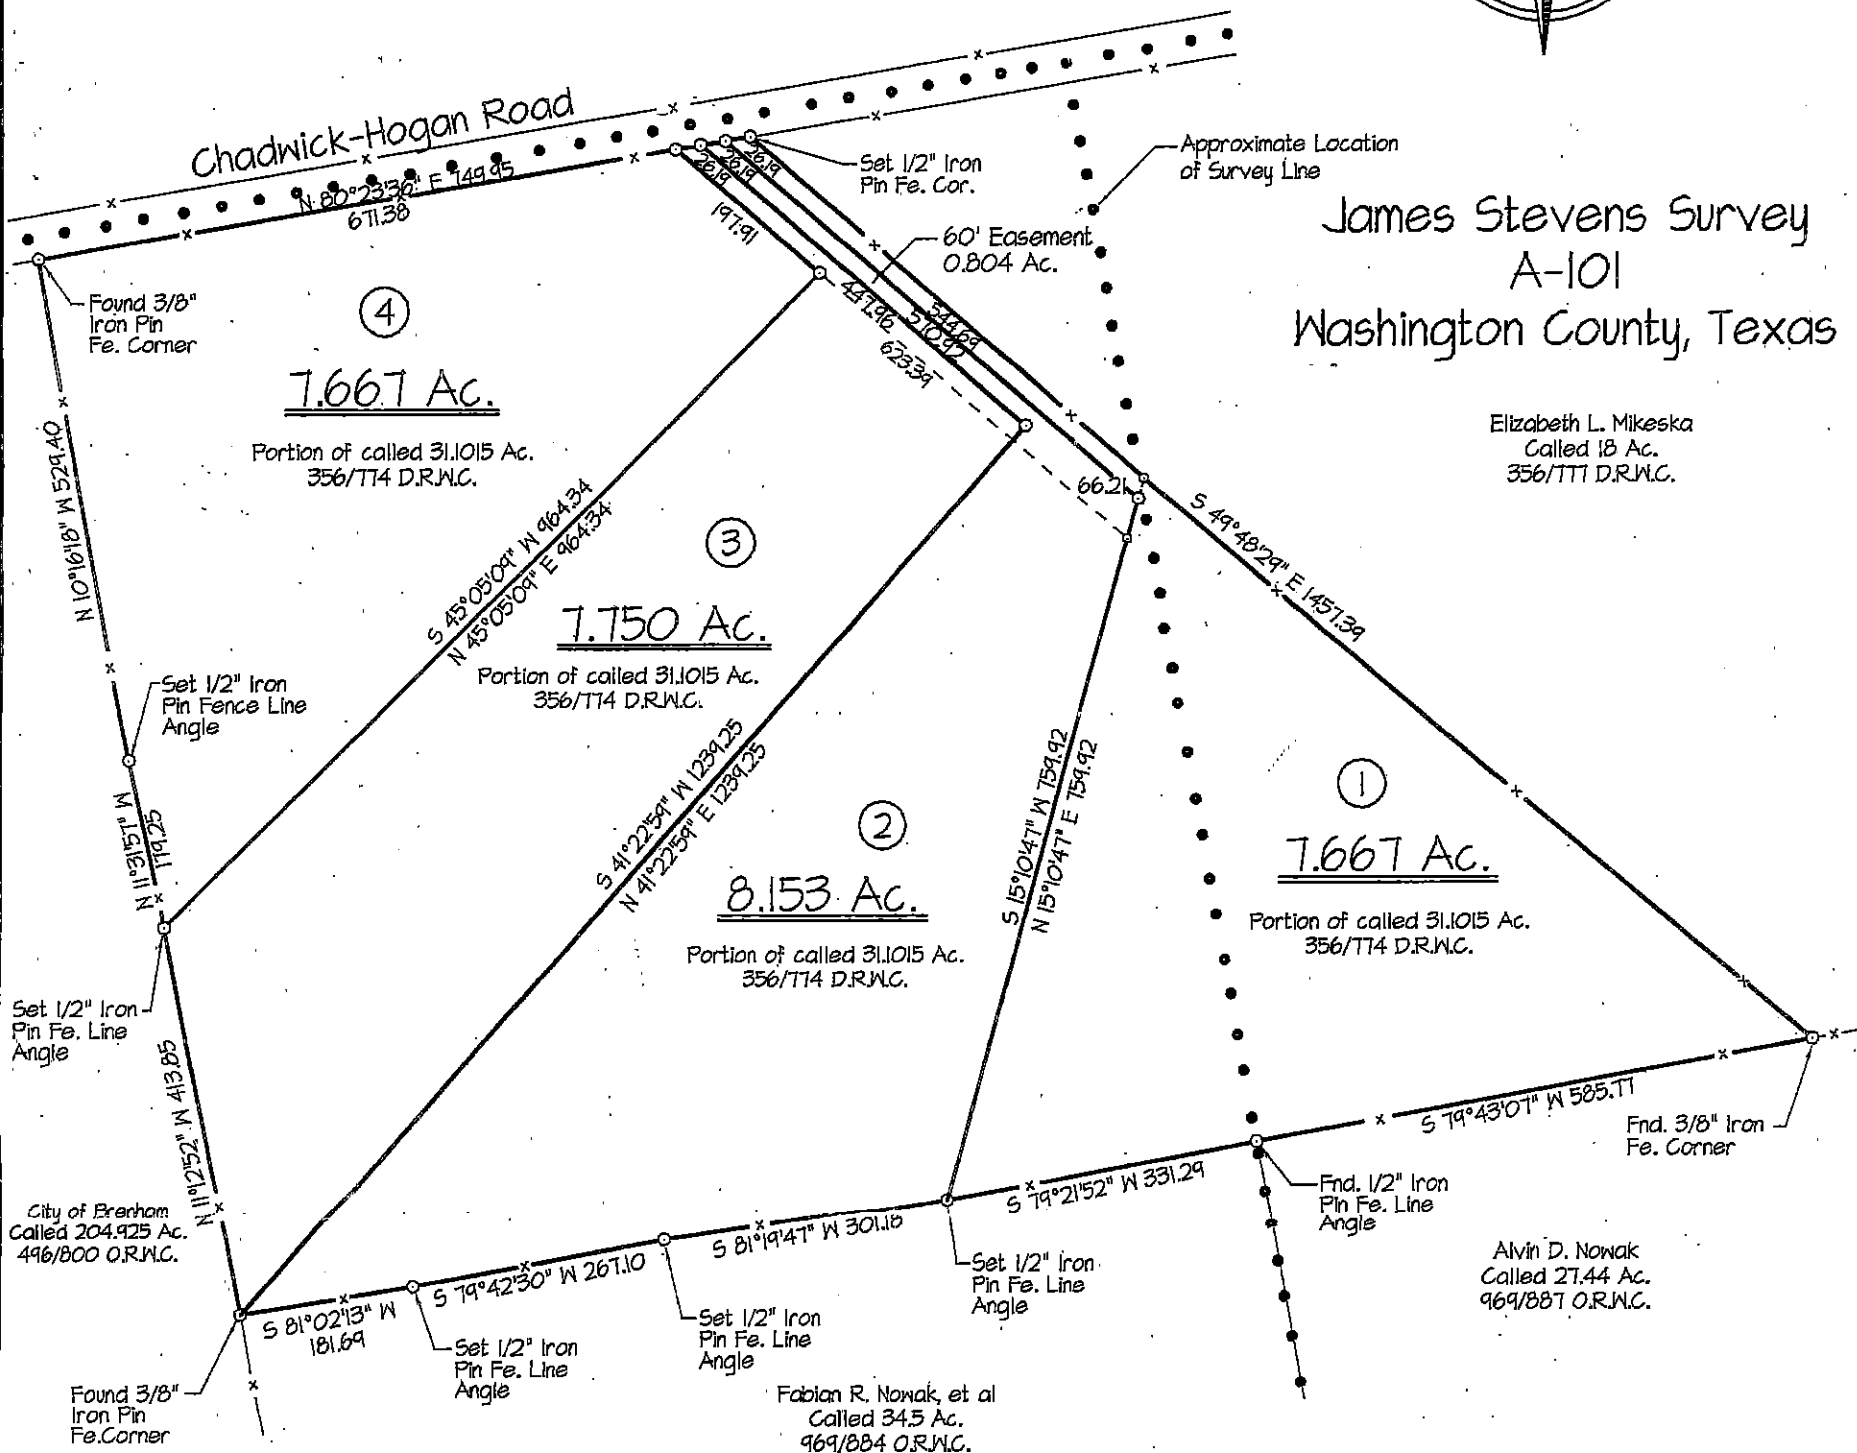 Chadwick-Hogan Road
N 80°23'36" E 749.95
671.38
26.19
26.19
26.19
Set 1/2" Iron
Pin Fe. Cor.
Approximate Location
of Survey Line
James Stevens Survey
A-101
Washington County, Texas
60' Easement
0.804 Ac.
197.91
447.96
570.92
544.69
623.39
66.21
Found 3/8"
Iron Pin
Fe. Corner
4
7.667 Ac.
Portion of called 31.1015 Ac.
356/774 D.R.W.C.
Elizabeth L. Mikeska
Called 18 Ac.
356/777 D.R.W.C.
N 10°16'18" W 529.40
S 45°05'09" W 964.34
N 45°05'09" E 964.34
3
7.750 Ac.
Portion of called 31.1015 Ac.
356/774 D.R.W.C.
S 49°48'29" E 1457.39
Set 1/2" Iron
Pin Fence Line
Angle
N 11°31'57" W
179.25
S 41°22'59" W 1239.25
N 41°22'59" E 1239.25
2
8.153 Ac.
Portion of called 31.1015 Ac.
356/774 D.R.W.C.
S 15°10'47" W 759.92
N 15°10'47" E 759.92
1
7.667 Ac.
Portion of called 31.1015 Ac.
356/774 D.R.W.C.
Set 1/2" Iron
Pin Fe. Line
Angle
N 11°12'52" W 413.85
City of Brenham
Called 204.925 Ac.
496/800 O.R.W.C.
S 81°02'13" W
181.69
S 79°42'30" W 267.10
S 81°19'47" W 301.18
S 79°21'52" W 331.29
S 79°43'07" W 585.77
Fnd. 3/8" Iron
Fe. Corner
Fnd. 1/2" Iron
Pin Fe. Line
Angle
Set 1/2" Iron
Pin Fe. Line
Angle
Set 1/2" Iron
Pin Fe. Line
Angle
Set 1/2" Iron
Pin Fe. Line
Angle
Found 3/8"
Iron Pin
Fe.Corner
Alvin D. Nowak
Called 27.44 Ac.
969/887 O.R.W.C.
Fabian R. Nowak, et al
Called 34.5 Ac.
969/884 O.R.W.C.